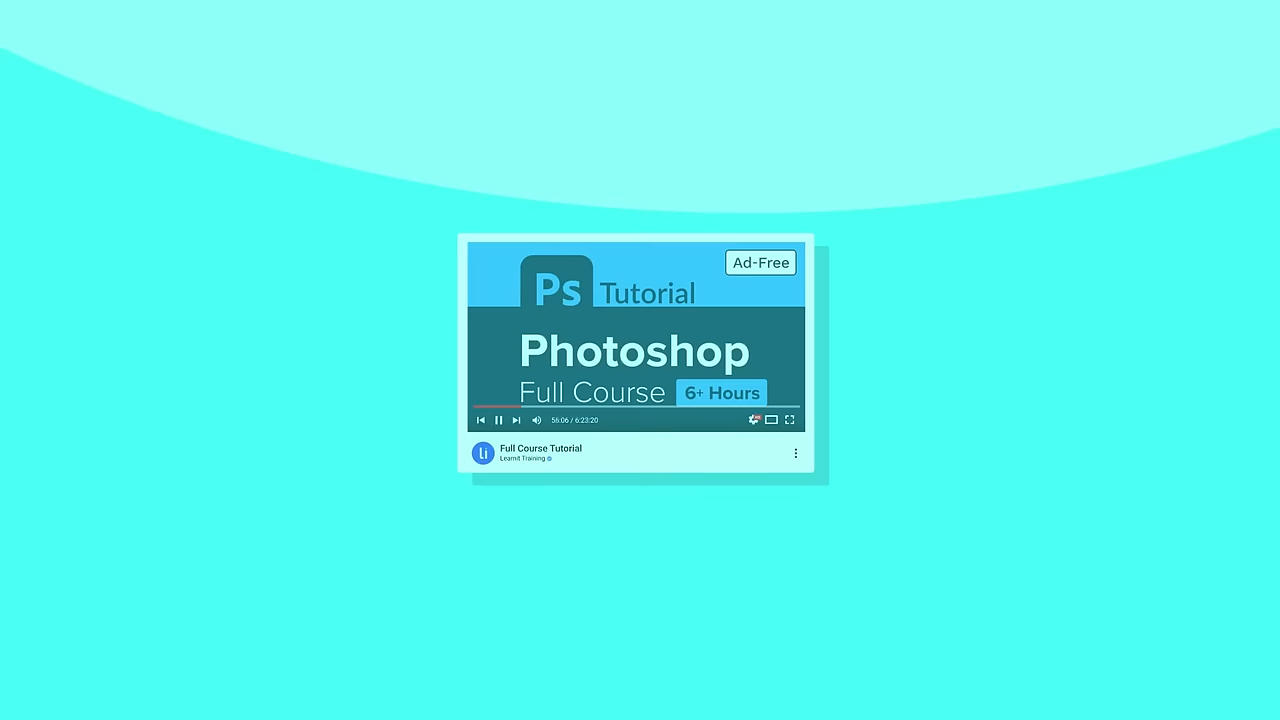 Ad-Free
Ps Tutorial
Photoshop
Full Course 6+ Hours
56:06 / 6:23:20
li Full Course Tutorial
Learnit Training